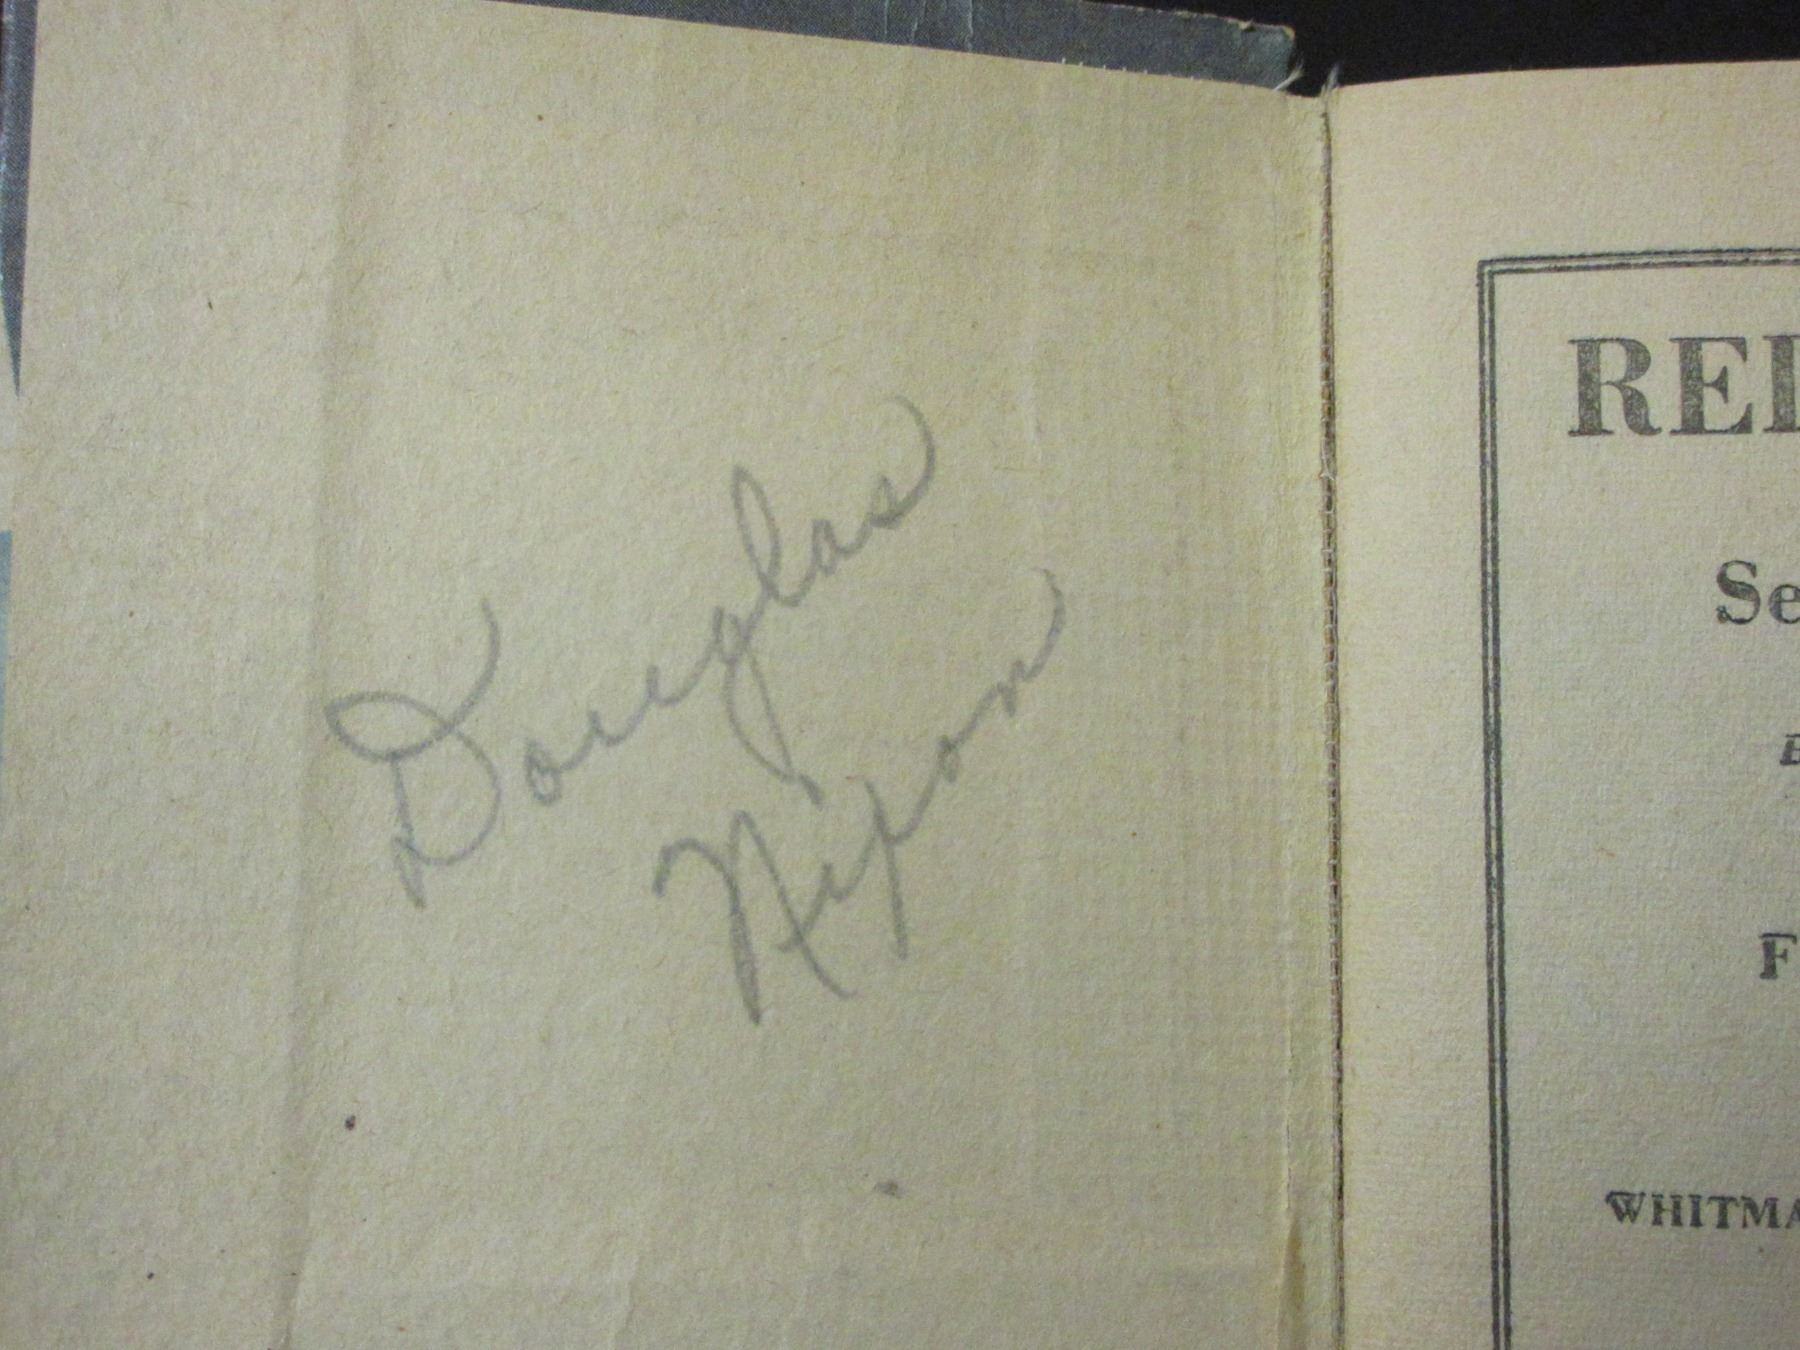 Douglas
Nixon
RE
Se
F
WHITMA